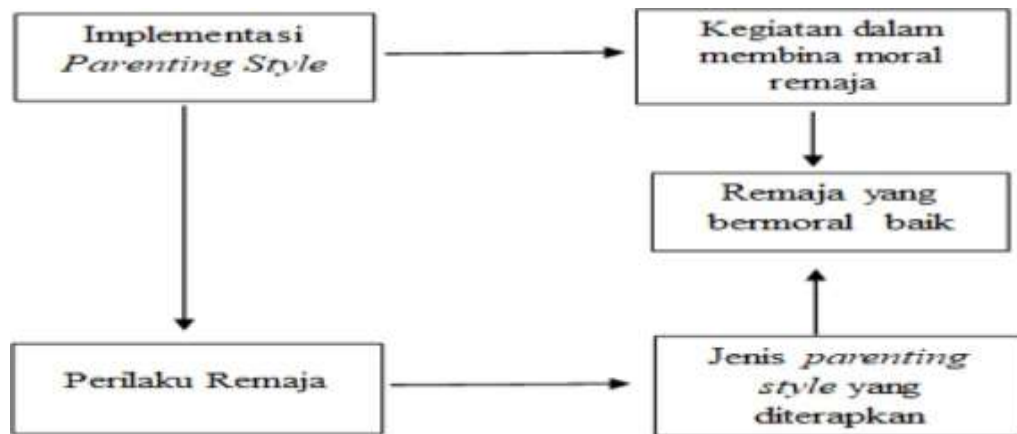 Implementasi
Parenting Style
Kegiatan dalam
membina moral
remaja
Remaja yang
bermoral baik
Perilaku Remaja
Jenis parenting
style yang
diterapkan